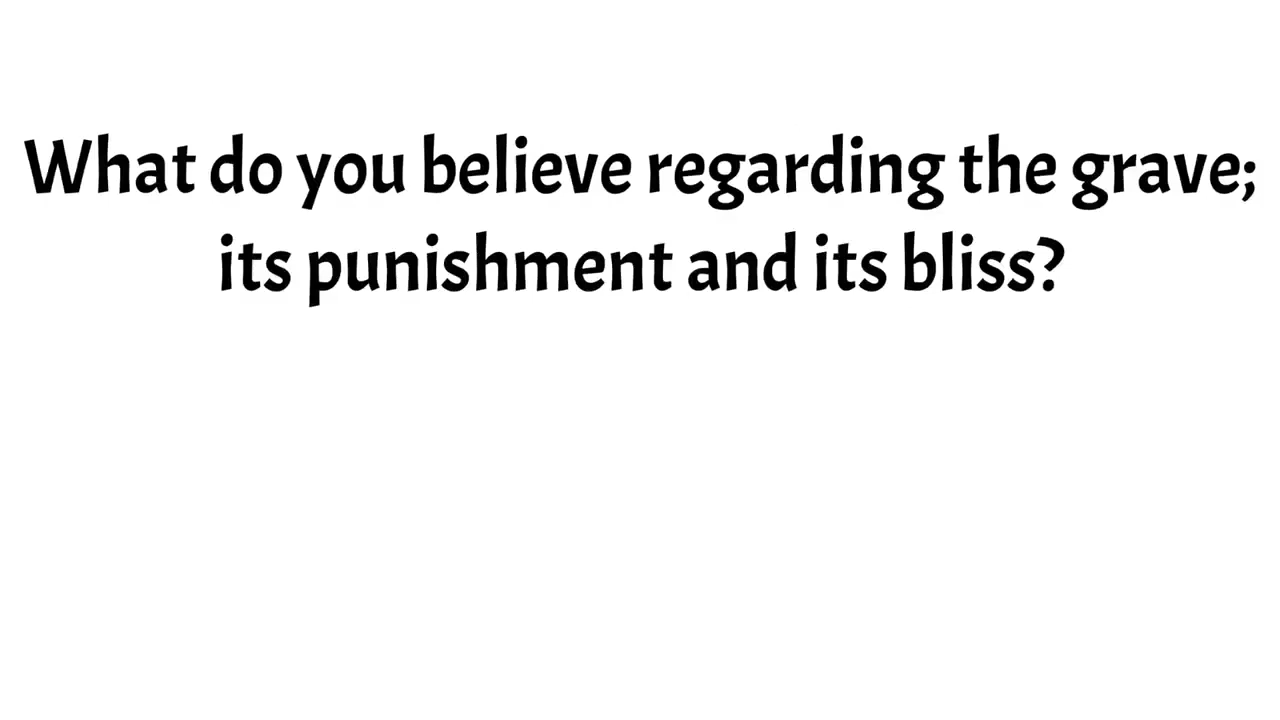 What do you believe regarding the grave;
its punishment and its bliss?